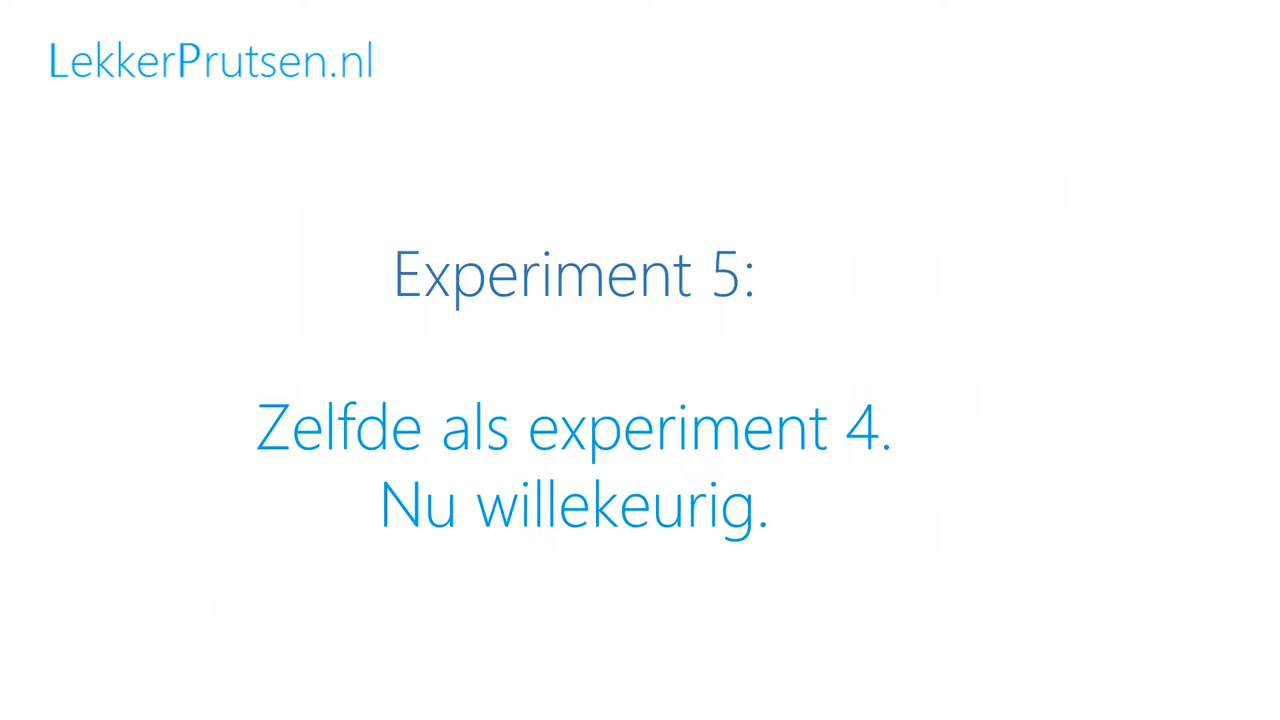 LekkerPrutsen.nl
Experiment 5:
Zelfde als experiment 4.
Nu willekeurig.